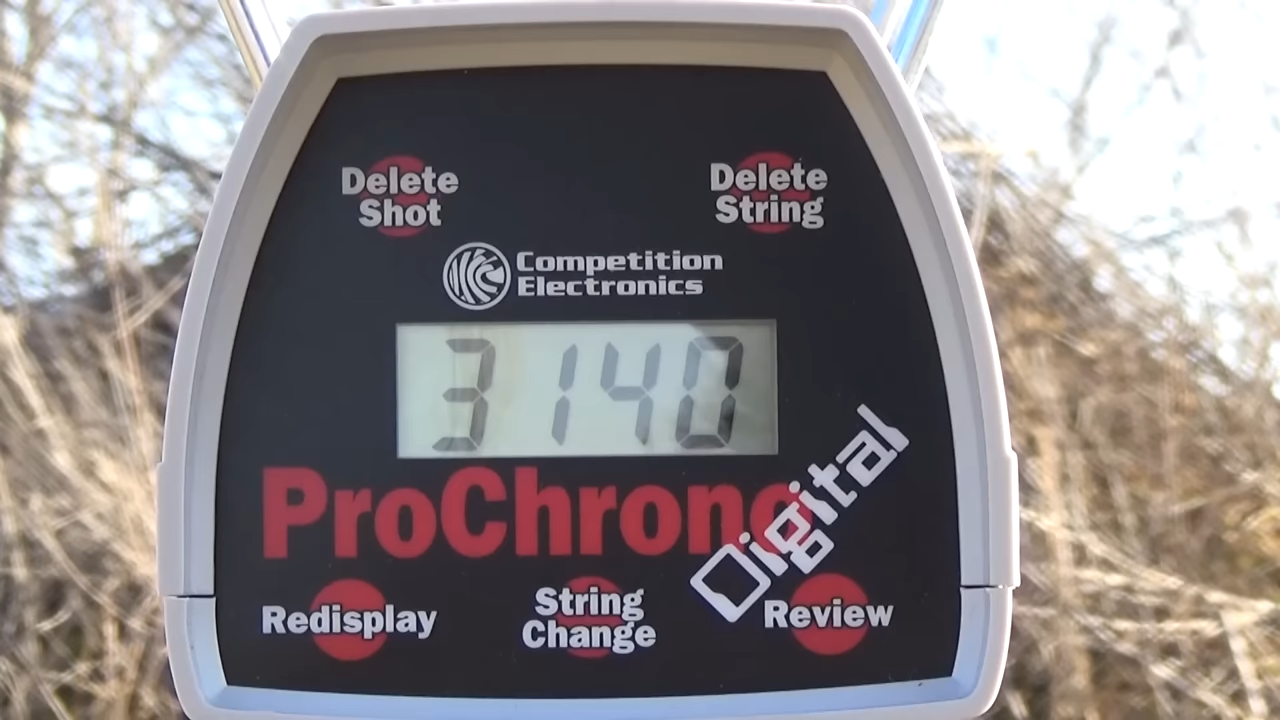 Delete
Shot
Delete
String
Competition
Electronics
3140
ProChrono
Digital
Redisplay
String
Change
Review